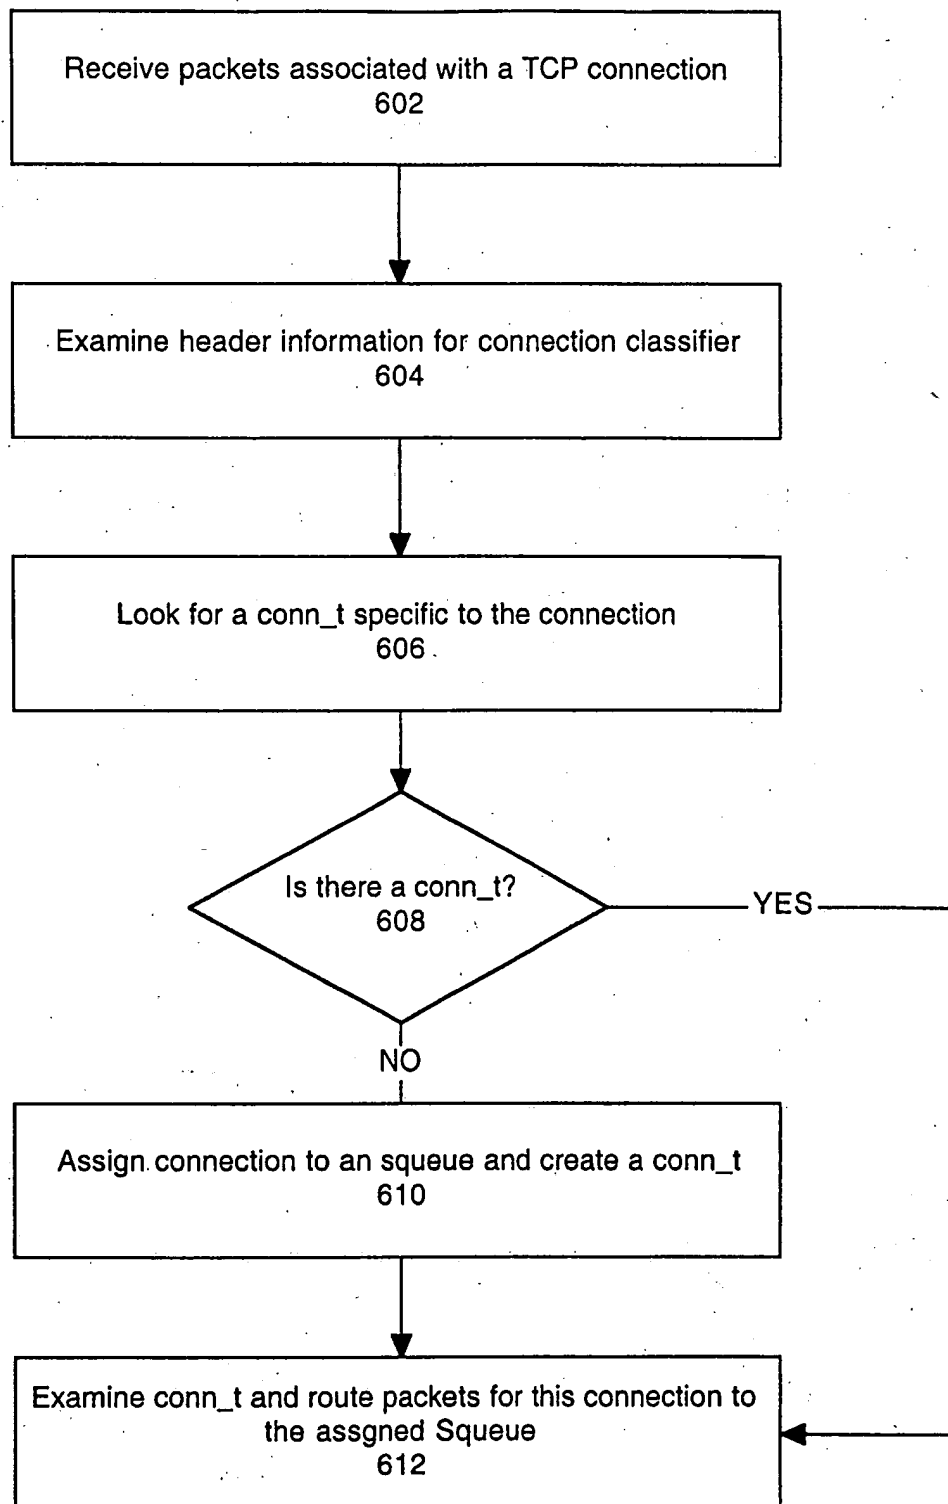 Receive packets associated with a TCP connection
602
Examine header information for connection classifier
604
Look for a conn_t specific to the connection
606
Is there a conn_t?
608
YES
NO
Assign connection to an squeue and create a conn_t
610
Examine conn_t and route packets for this connection to
the assgned Squeue
612